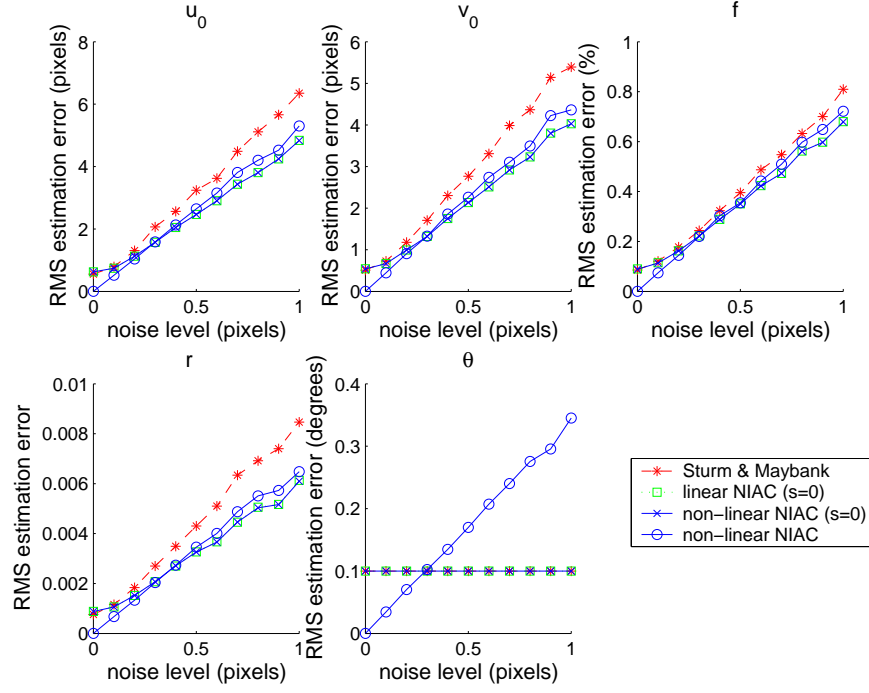 u0
RMS estimation error (pixels)
8
6
4
2
0
0
0.5
1
noise level (pixels)
v0
RMS estimation error (pixels)
6
5
4
3
2
1
0
0
0.5
1
noise level (pixels)
f
RMS estimation error (%)
1
0.8
0.6
0.4
0.2
0
0
0.5
1
noise level (pixels)
r
RMS estimation error
0.01
0.008
0.006
0.004
0.002
0
0
0.5
1
noise level (pixels)
θ
RMS estimation error (degrees)
0.4
0.3
0.2
0.1
0
0
0.5
1
noise level (pixels)
Sturm & Maybank
linear NIAC (s=0)
non-linear NIAC (s=0)
non-linear NIAC